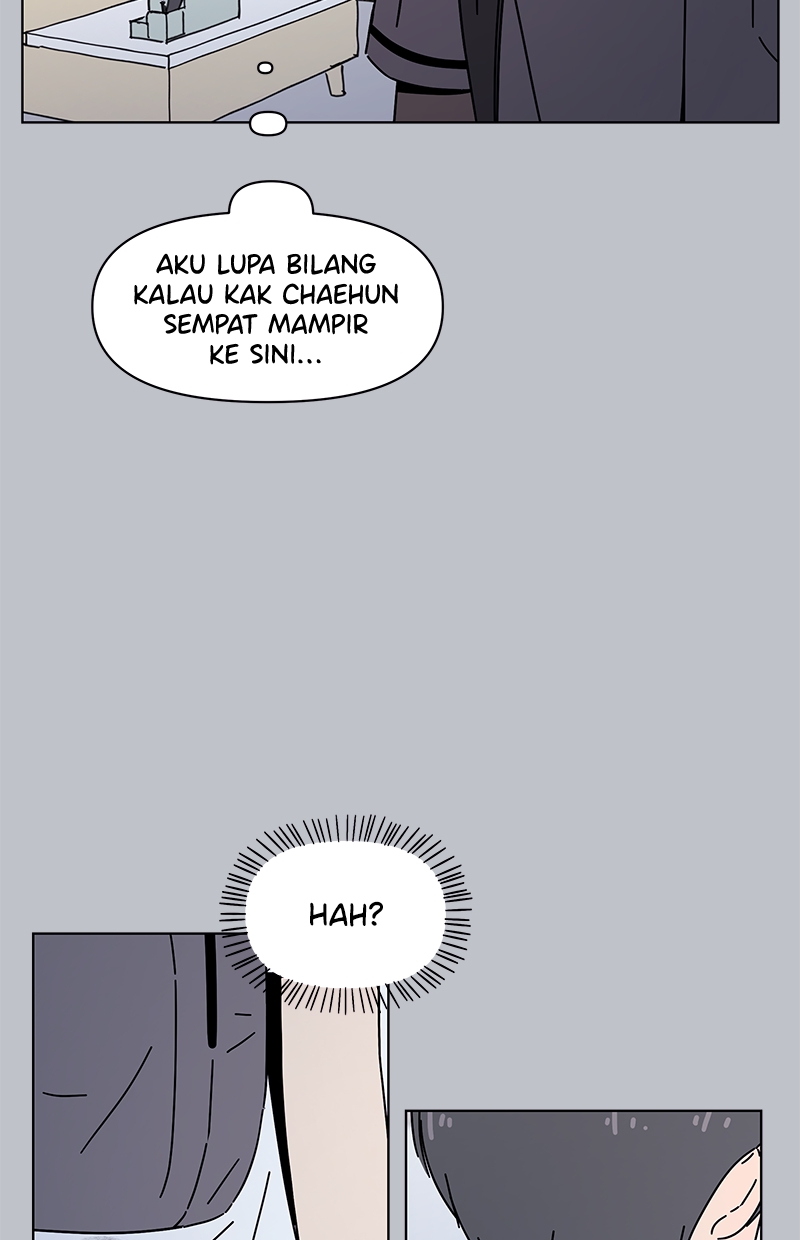 AKU LUPA BILANG
KALAU KAK CHAEHUN
SEMPAT MAMPIR
KE SINI...
HAH?